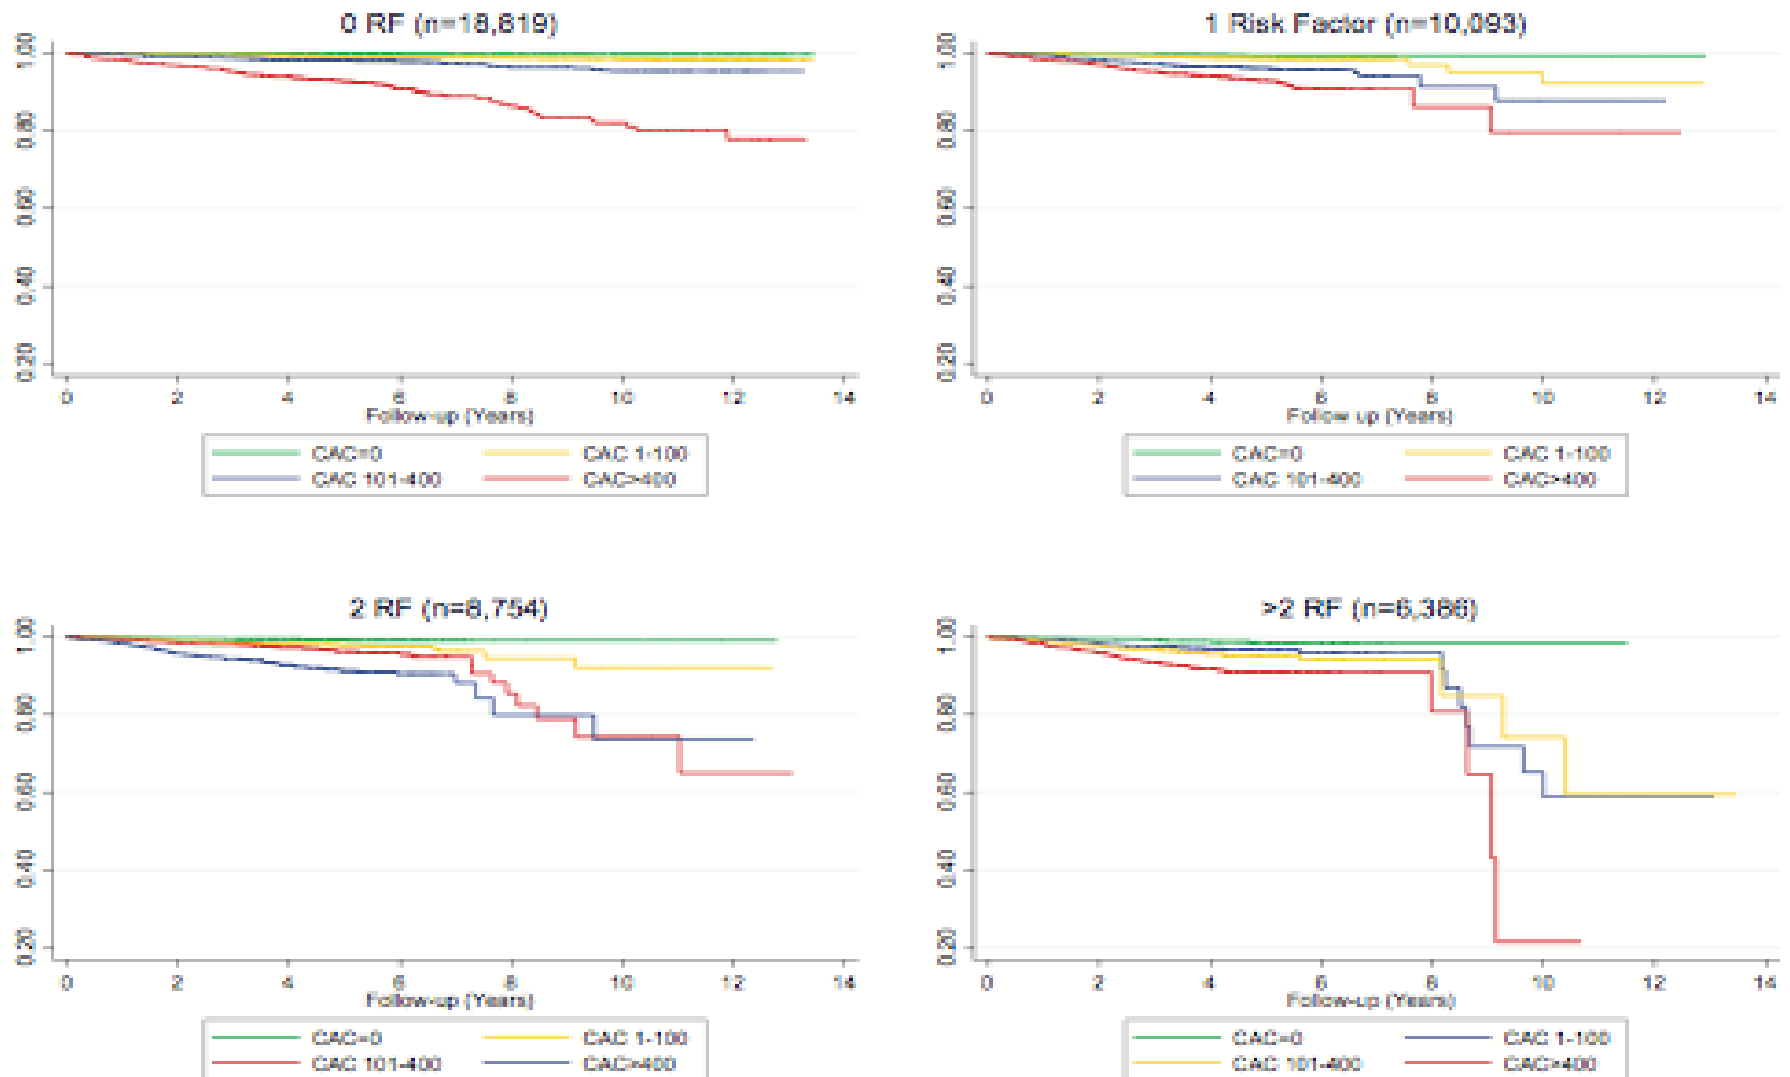 0 RF (n=18,819)
1.00
0.80
0.60
0.40
0.20
0 2 4 6 8 10 12 14
Follow-up (Years)
CAC=0 CAC 1-100
CAC 101-400 CAC>400
1 Risk Factor (n=10,093)
1.00
0.80
0.60
0.40
0.20
0 2 4 6 8 10 12 14
Follow up (Years)
CAC=0 CAC 1-100
CAC 101-400 CAC>400
2 RF (n=8,754)
1.00
0.80
0.60
0.40
0.20
0 2 4 6 8 10 12 14
Follow-up (Years)
CAC=0 CAC 1-100
CAC 101-400 CAC>400
>2 RF (n=6,386)
1.00
0.80
0.60
0.40
0.20
0 2 4 6 8 10 12 14
Follow-up (Years)
CAC=0 CAC 1-100
CAC 101-400 CAC>400